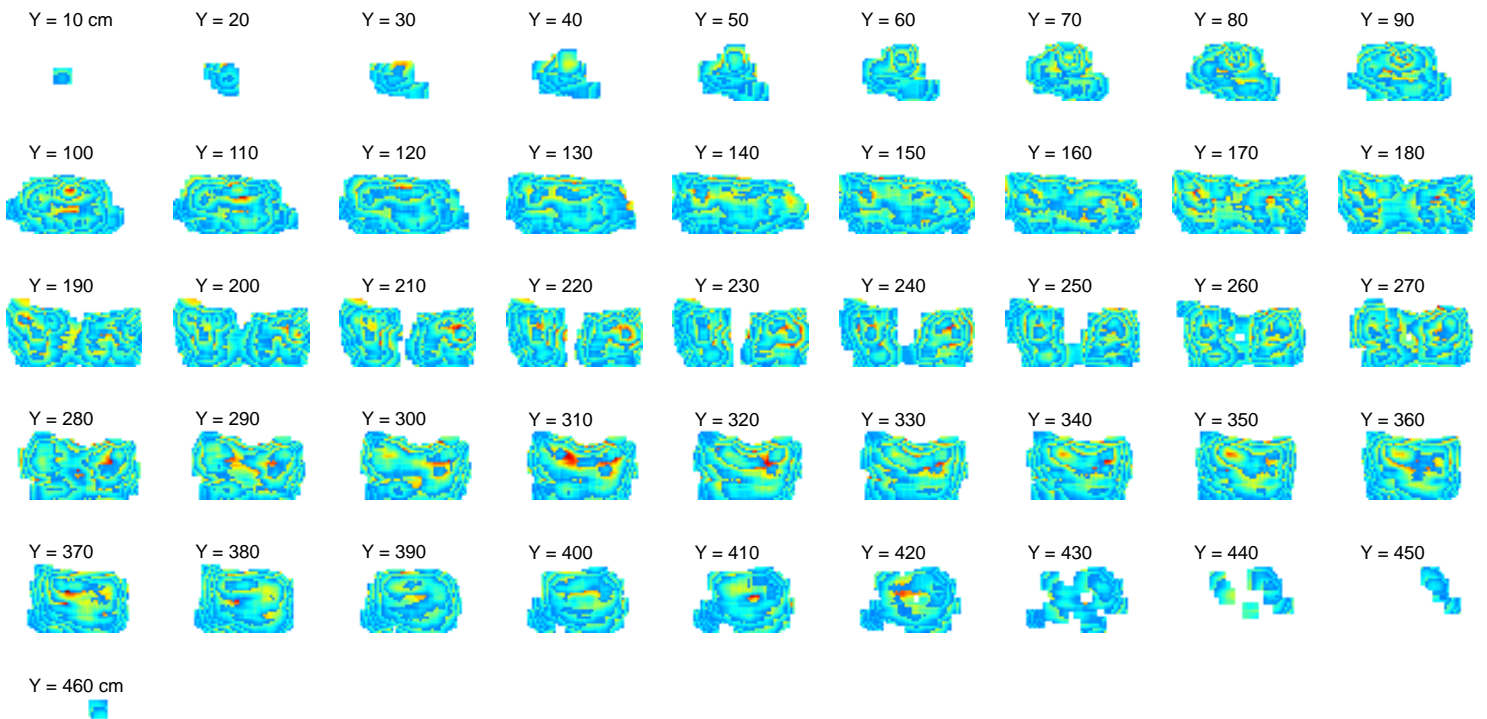 Y = 10 cm
Y = 20
Y = 30
Y = 40
Y = 50
Y = 60
Y = 70
Y = 80
Y = 90
Y = 100
Y = 110
Y = 120
Y = 130
Y = 140
Y = 150
Y = 160
Y = 170
Y = 180
Y = 190
Y = 200
Y = 210
Y = 220
Y = 230
Y = 240
Y = 250
Y = 260
Y = 270
Y = 280
Y = 290
Y = 300
Y = 310
Y = 320
Y = 330
Y = 340
Y = 350
Y = 360
Y = 370
Y = 380
Y = 390
Y = 400
Y = 410
Y = 420
Y = 430
Y = 440
Y = 450
Y = 460 cm